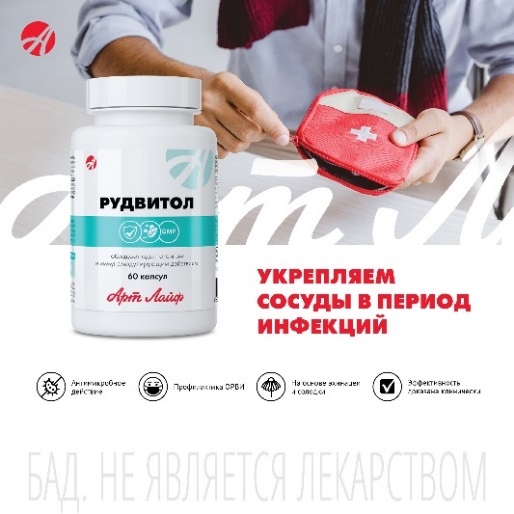 РУДВИТОЛ
GMP
60 капсул
Арт Лайф
Арт Л
УКРЕПЛЯЕМ
СОСУДЫ В ПЕРИОД
ИНФЕКЦИЙ
Антимикробное
действие
Профилактика ОРВИ
На основе эхинацеи
и солодки
Эффективность
доказана клинически
БАД. НЕ ЯВЛЯЕТСЯ ЛЕКАРСТВОМ